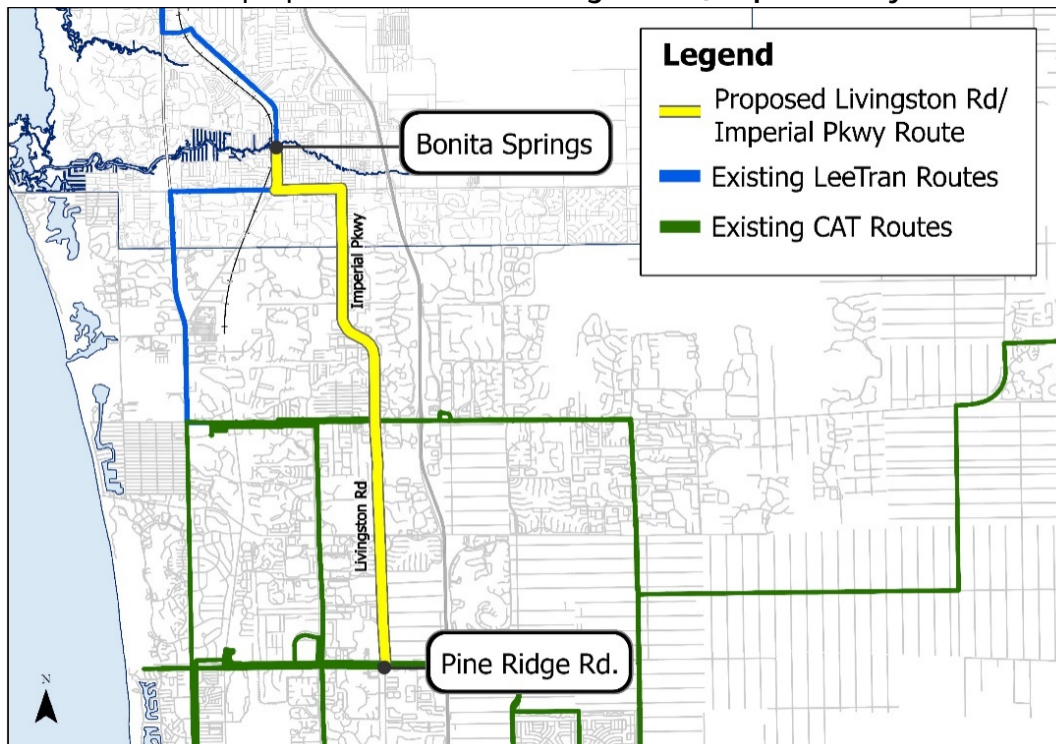 Legend
Proposed Livingston Rd/
Imperial Pkwy Route
Existing LeeTran Routes
Existing CAT Routes
Bonita Springs
Imperial Pkwy
Livingston Rd
Pine Ridge Rd.
N